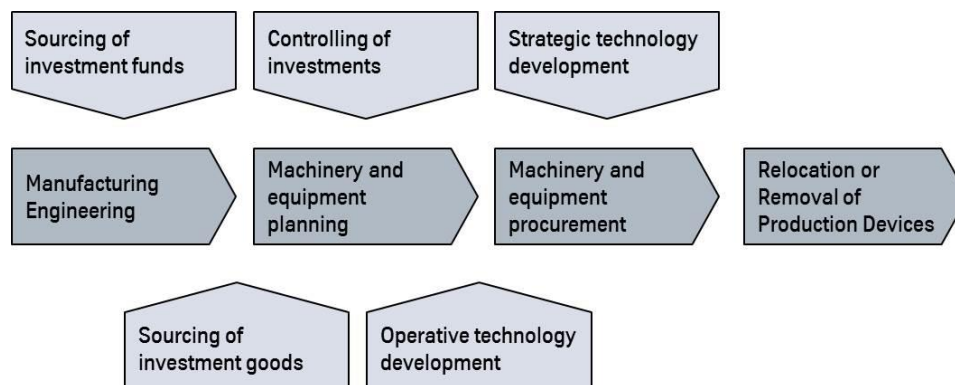 Sourcing of
investment funds
Controlling of
investments
Strategic technology
development
Manufacturing
Engineering
Machinery and
equipment
planning
Machinery and
equipment
procurement
Relocation or
Removal of
Production Devices
Sourcing of
investment goods
Operative technology
development